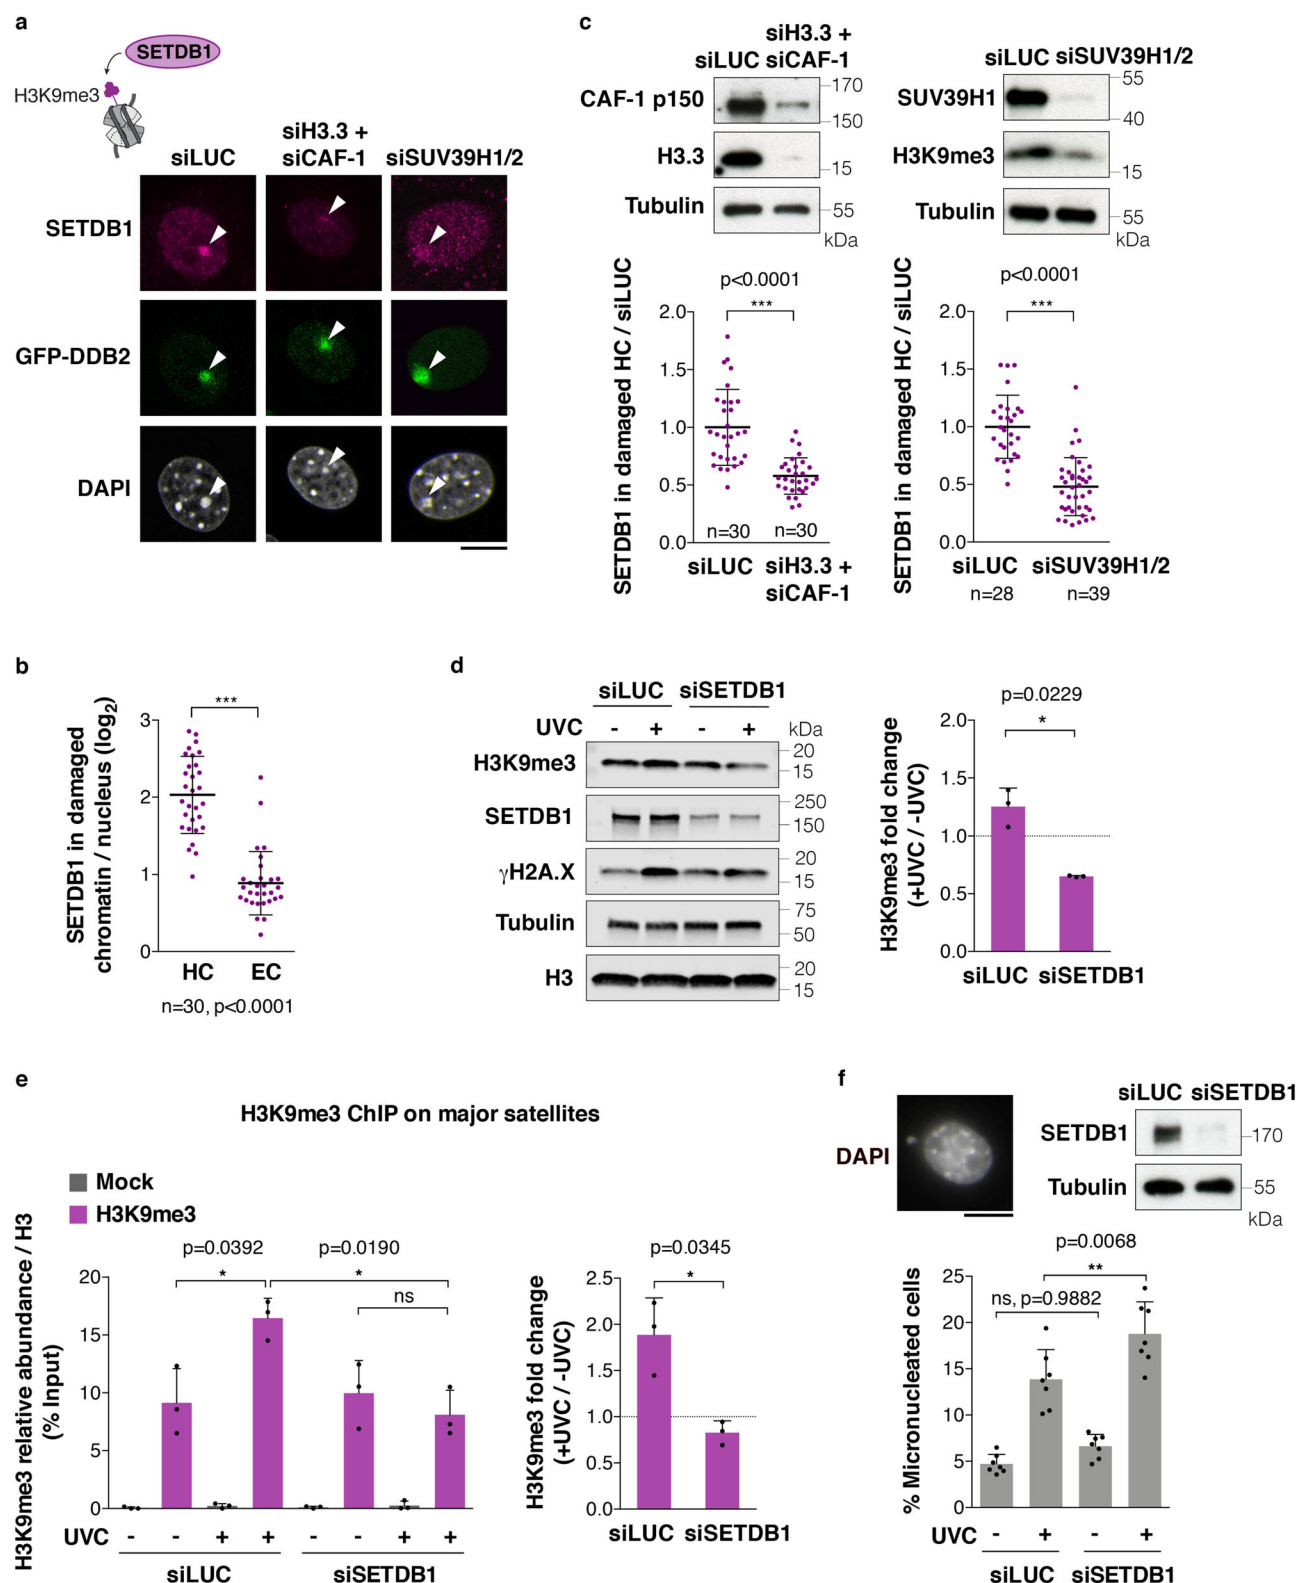 a
SETDB1
H3K9me3
siLUC
siH3.3 +
siCAF-1
siSUV39H1/2
SETDB1
GFP-DDB2
DAPI
b
SETDB1 in damaged
chromatin / nucleus (log2)
***
3
2
1
0
HC
EC
n=30, p<0.0001
c
siLUC
siH3.3 +
siCAF-1
CAF-1 p150
170
150
H3.3
15
Tubulin
55
kDa
siLUC siSUV39H1/2
SUV39H1
55
40
H3K9me3
15
Tubulin
55
kDa
SETDB1 in damaged HC / siLUC
p<0.0001
***
2.0
1.5
1.0
0.5
0.0
n=30
n=30
siLUC
siH3.3 +
siCAF-1
SETDB1 in damaged HC / siLUC
p<0.0001
***
2.0
1.5
1.0
0.5
0.0
siLUC
siSUV39H1/2
n=28
n=39
d
siLUC
siSETDB1
UVC - + - + kDa
H3K9me3
20
15
SETDB1
250
150
γH2A.X
20
15
Tubulin
75
50
H3
20
15
H3K9me3 fold change
(+UVC / -UVC)
p=0.0229
*
2.0
1.5
1.0
0.5
0.0
siLUC siSETDB1
e
H3K9me3 ChIP on major satellites
Mock
H3K9me3
H3K9me3 relative abundance / H3
(% Input)
p=0.0392
p=0.0190
*
*
ns
20
15
10
5
0
UVC - - + + - - + +
siLUC
siSETDB1
H3K9me3 fold change
(+UVC / -UVC)
p=0.0345
*
2.5
2.0
1.5
1.0
0.5
0.0
siLUC siSETDB1
f
DAPI
siLUC siSETDB1
SETDB1
170
Tubulin
55
kDa
% Micronucleated cells
p=0.0068
**
ns, p=0.9882
25
20
15
10
5
0
UVC - + - +
siLUC
siSETDB1